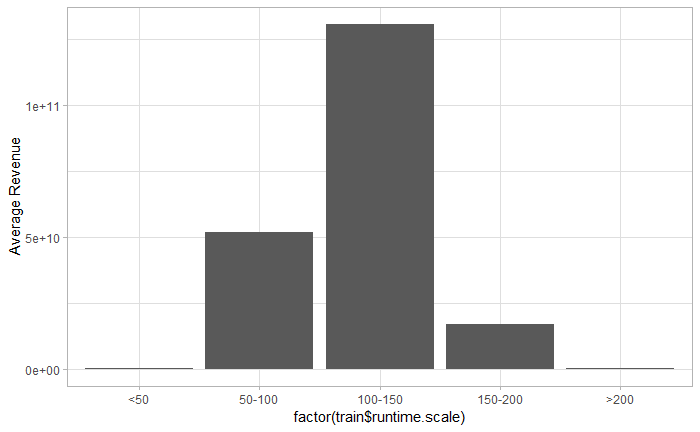 Average Revenue
1e+11
5e+10
0e+00
<50
50-100
100-150
150-200
>200
factor(train$runtime.scale)